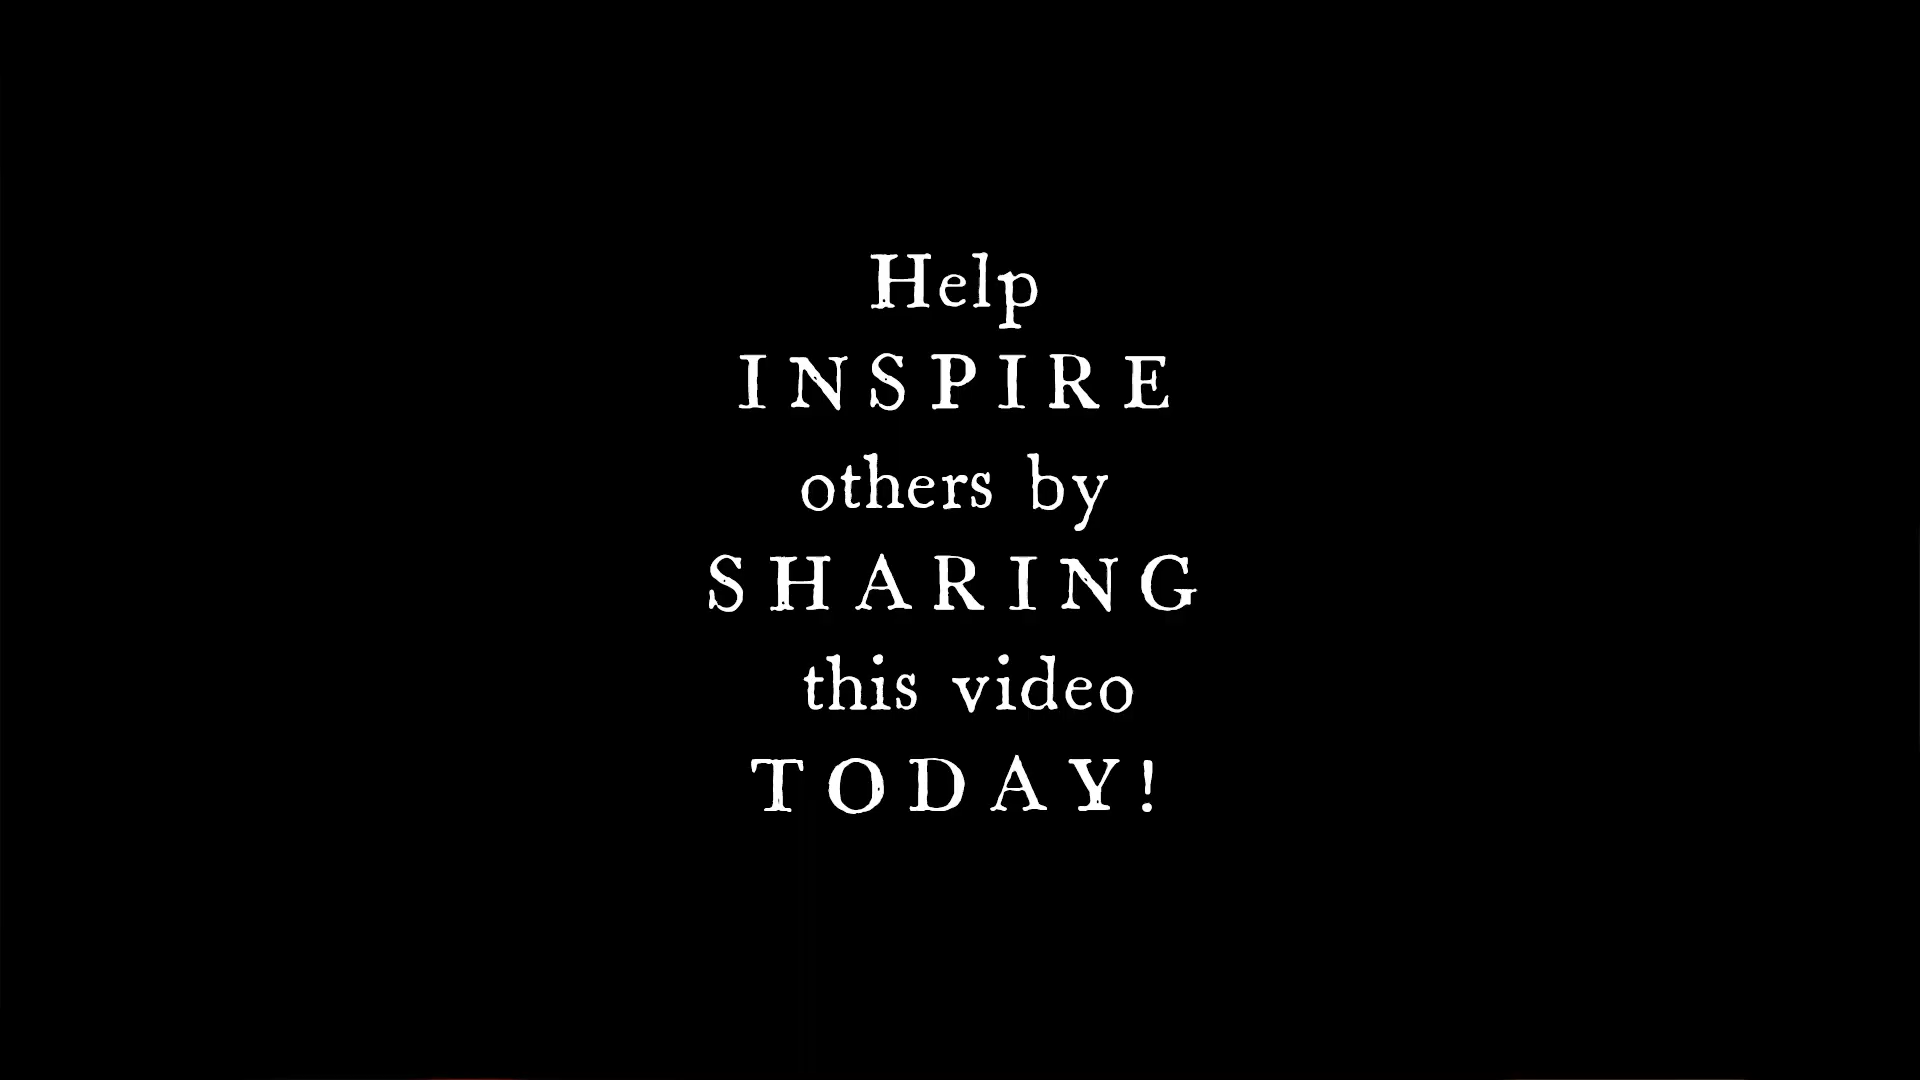 Help
INSPIRE
others by
SHARING
this video
TODAY!